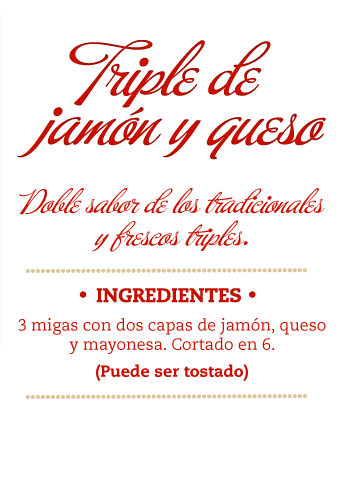 Triple de
jamón y queso
Doble sabor de los tradicionales
y frescos triples.
• INGREDIENTES •
3 migas con dos capas de jamón, queso
y mayonesa. Cortado en 6.
(Puede ser tostado)